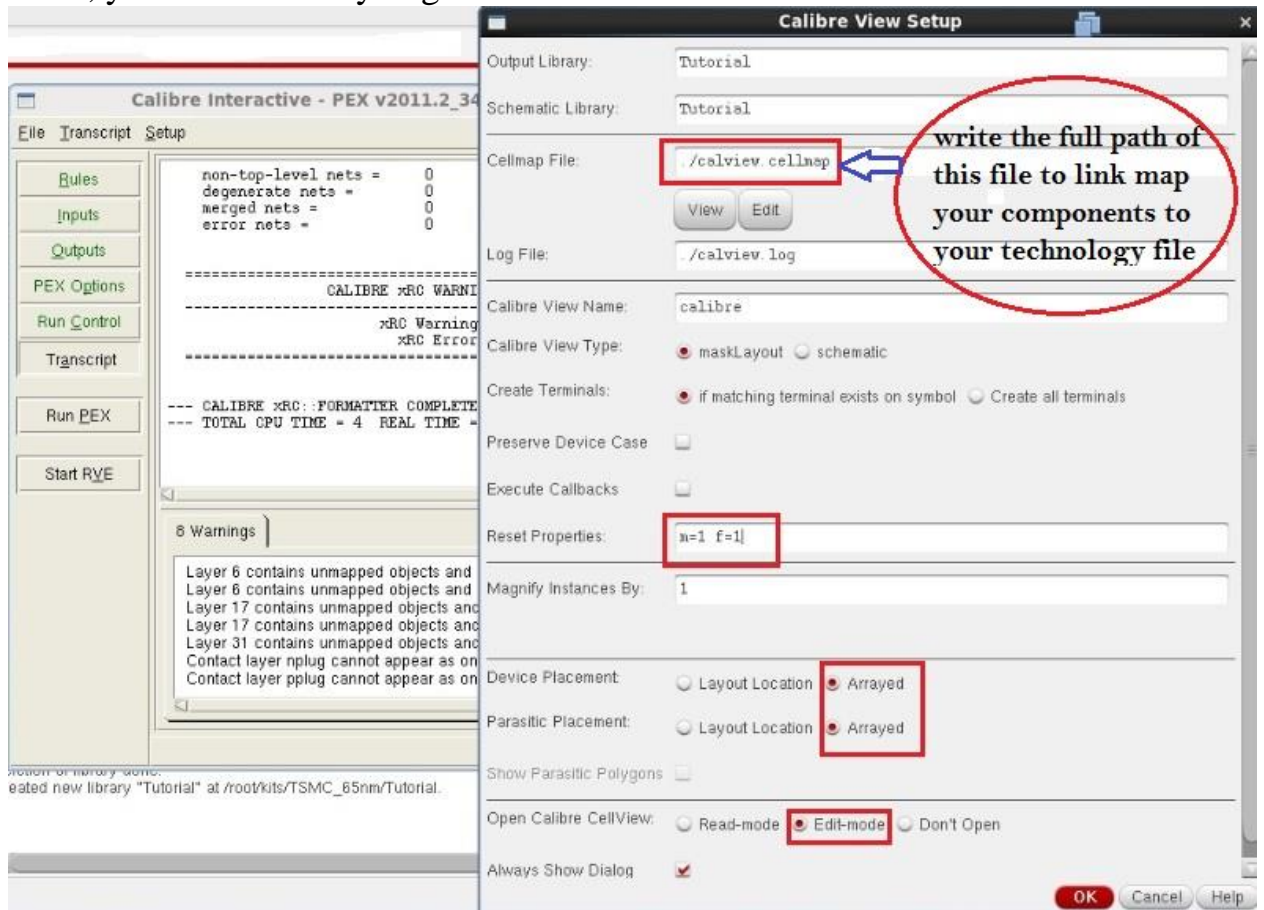 Calibre View Setup
Output Library: Tutorial
Schematic Library: Tutorial
Cellmap File: ./calview.cellmap
View Edit
Log File: ./calview.log
Calibre View Name: calibre
Calibre View Type: maskLayout schematic
Create Terminals: if matching terminal exists on symbol Create all terminals
Preserve Device Case
Execute Callbacks
Reset Properties: m=1 f=1
Magnify Instances By: 1
Device Placement: Layout Location Arrayed
Parasitic Placement: Layout Location Arrayed
Show Parasitic Polygons
Open Calibre CellView: Read-mode Edit-mode Don't Open
Always Show Dialog
OK Cancel Help
write the full path of
this file to link map
your components to
your technology file
Calibre Interactive - PEX v2011.2_34
File Transcript Setup
Rules
Inputs
Outputs
PEX Options
Run Control
Transcript
Run PEX
Start RVE
non-top-level nets = 0
degenerate nets = 0
merged nets = 0
error nets = 0
CALIBRE xRC WARNI
xRC Warning
xRC Error
--- CALIBRE xRC::FORMATTER COMPLETE
--- TOTAL CPU TIME = 4 REAL TIME =
8 Warnings
Layer 6 contains unmapped objects and
Layer 6 contains unmapped objects and
Layer 17 contains unmapped objects and
Layer 17 contains unmapped objects and
Layer 31 contains unmapped objects and
Contact layer nplug cannot appear as on
Contact layer pplug cannot appear as on
eated new library "Tutorial" at /root/kits/TSMC_65nm/Tutorial.